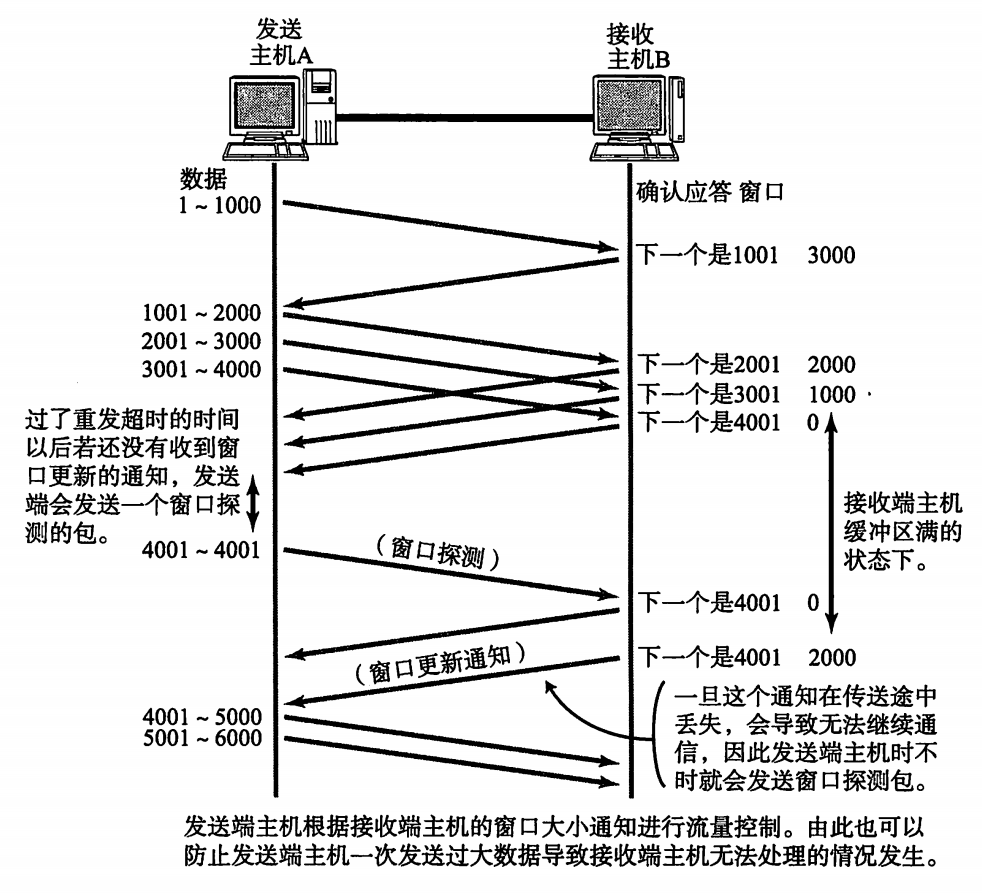 发送
主机A
接收
主机B
数据
确认应答 窗口
1 ~ 1000
下一个是1001 3000
1001 ~ 2000
2001 ~ 3000
3001 ~ 4000
下一个是2001 2000
下一个是3001 1000
下一个是4001 0
过了重发超时的时间
以后若还没有收到窗
口更新的通知，发送
端会发送一个窗口探
测的包。
接收端主机
缓冲区满的
状态下。
4001 ~ 4001
（窗口探测）
下一个是4001 0
（窗口更新通知）
下一个是4001 2000
一旦这个通知在传送途中
丢失，会导致无法继续通
信，因此发送端主机时不
时就会发送窗口探测包。
4001 ~ 5000
5001 ~ 6000
发送端主机根据接收端主机的窗口大小通知进行流量控制。由此也可以
防止发送端主机一次发送过大数据导致接收端主机无法处理的情况发生。